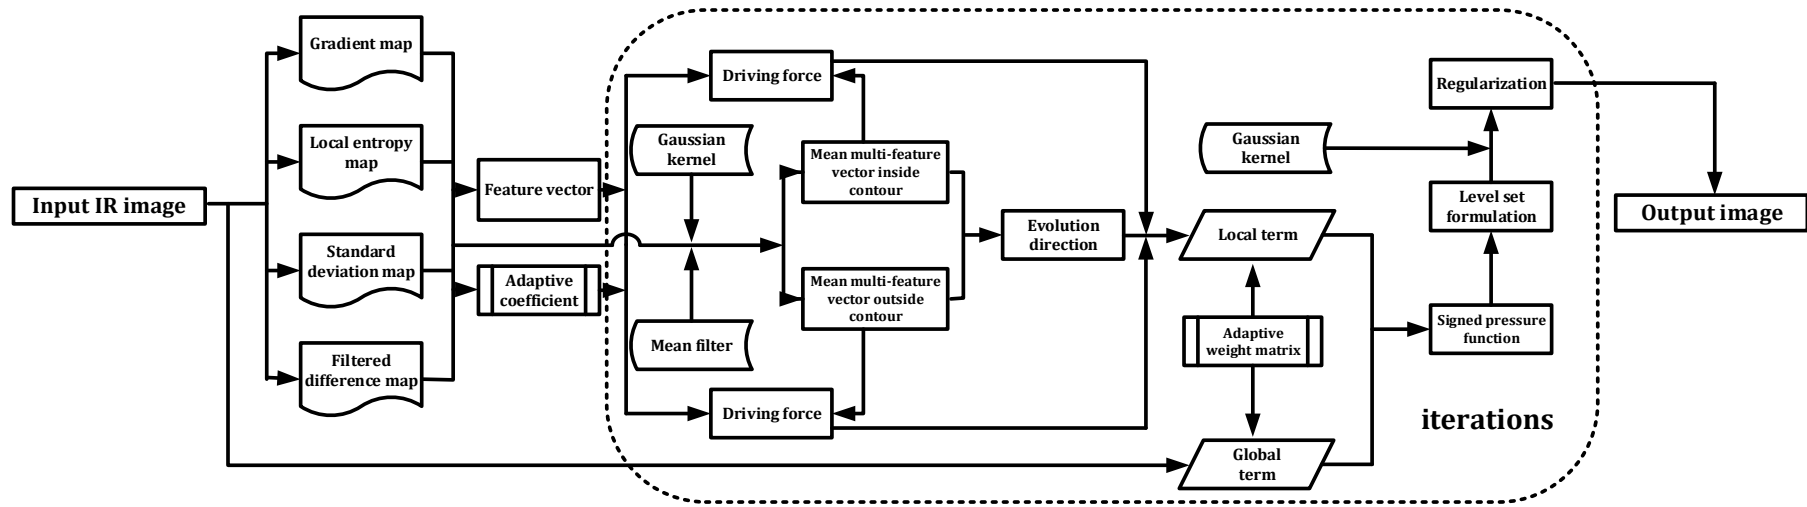 Input IR image
Gradient map
Local entropy
map
Standard
deviation map
Filtered
difference map
Feature vector
Adaptive
coefficient
Driving force
Gaussian
kernel
Mean filter
Driving force
Mean multi-feature
vector inside
contour
Mean multi-feature
vector outside
contour
Evolution
direction
Local term
Adaptive
weight matrix
Global
term
Gaussian
kernel
Regularization
Level set
formulation
Signed pressure
function
iterations
Output image